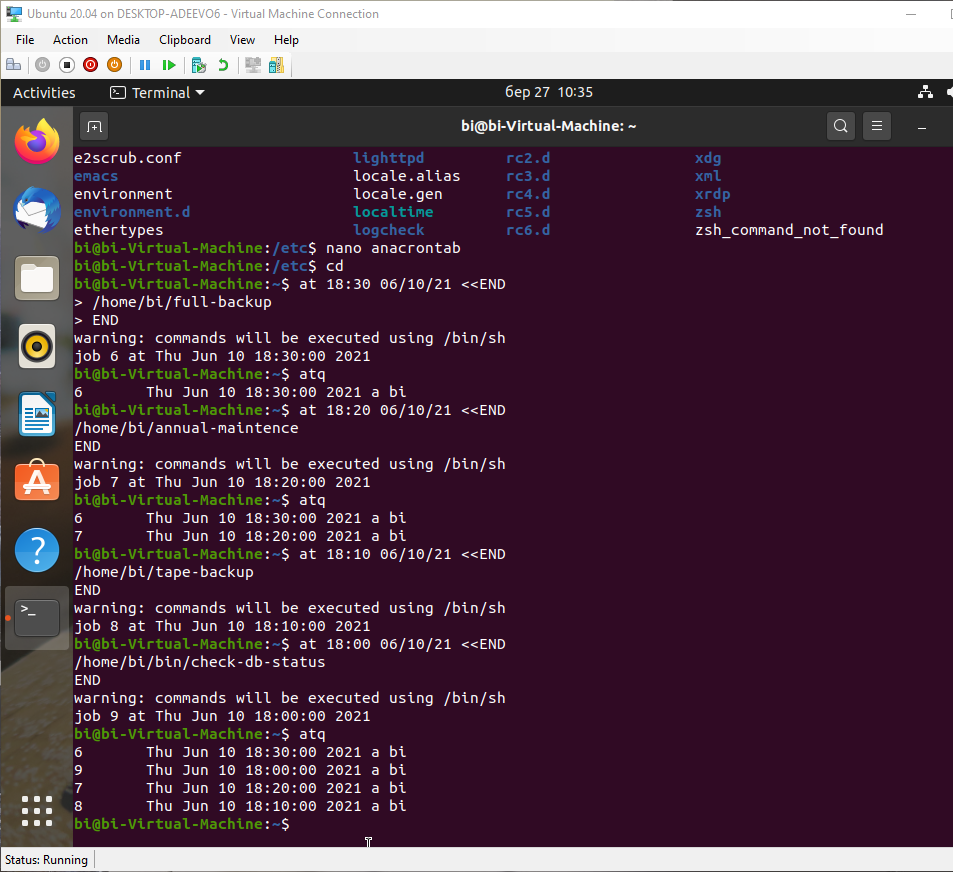 Ubuntu 20.04 on DESKTOP-ADEEVO6 - Virtual Machine Connection
File Action Media Clipboard View Help
Activities Terminal бер 27 10:35
bi@bi-Virtual-Machine: ~
e2scrub.conf lighttpd rc2.d xdg
emacs locale.alias rc3.d xml
environment locale.gen rc4.d xrdp
environment.d localtime rc5.d zsh
ethertypes logcheck rc6.d zsh_command_not_found
bi@bi-Virtual-Machine:/etc$ nano anacrontab
bi@bi-Virtual-Machine:/etc$ cd
bi@bi-Virtual-Machine:~$ at 18:30 06/10/21 <<END
> /home/bi/full-backup
> END
warning: commands will be executed using /bin/sh
job 6 at Thu Jun 10 18:30:00 2021
bi@bi-Virtual-Machine:~$ atq
6 Thu Jun 10 18:30:00 2021 a bi
bi@bi-Virtual-Machine:~$ at 18:20 06/10/21 <<END
/home/bi/annual-maintence
END
warning: commands will be executed using /bin/sh
job 7 at Thu Jun 10 18:20:00 2021
bi@bi-Virtual-Machine:~$ atq
6 Thu Jun 10 18:30:00 2021 a bi
7 Thu Jun 10 18:20:00 2021 a bi
bi@bi-Virtual-Machine:~$ at 18:10 06/10/21 <<END
/home/bi/tape-backup
END
warning: commands will be executed using /bin/sh
job 8 at Thu Jun 10 18:10:00 2021
bi@bi-Virtual-Machine:~$ at 18:00 06/10/21 <<END
/home/bi/bin/check-db-status
END
warning: commands will be executed using /bin/sh
job 9 at Thu Jun 10 18:00:00 2021
bi@bi-Virtual-Machine:~$ atq
6 Thu Jun 10 18:30:00 2021 a bi
9 Thu Jun 10 18:00:00 2021 a bi
7 Thu Jun 10 18:20:00 2021 a bi
8 Thu Jun 10 18:10:00 2021 a bi
bi@bi-Virtual-Machine:~$
Status: Running